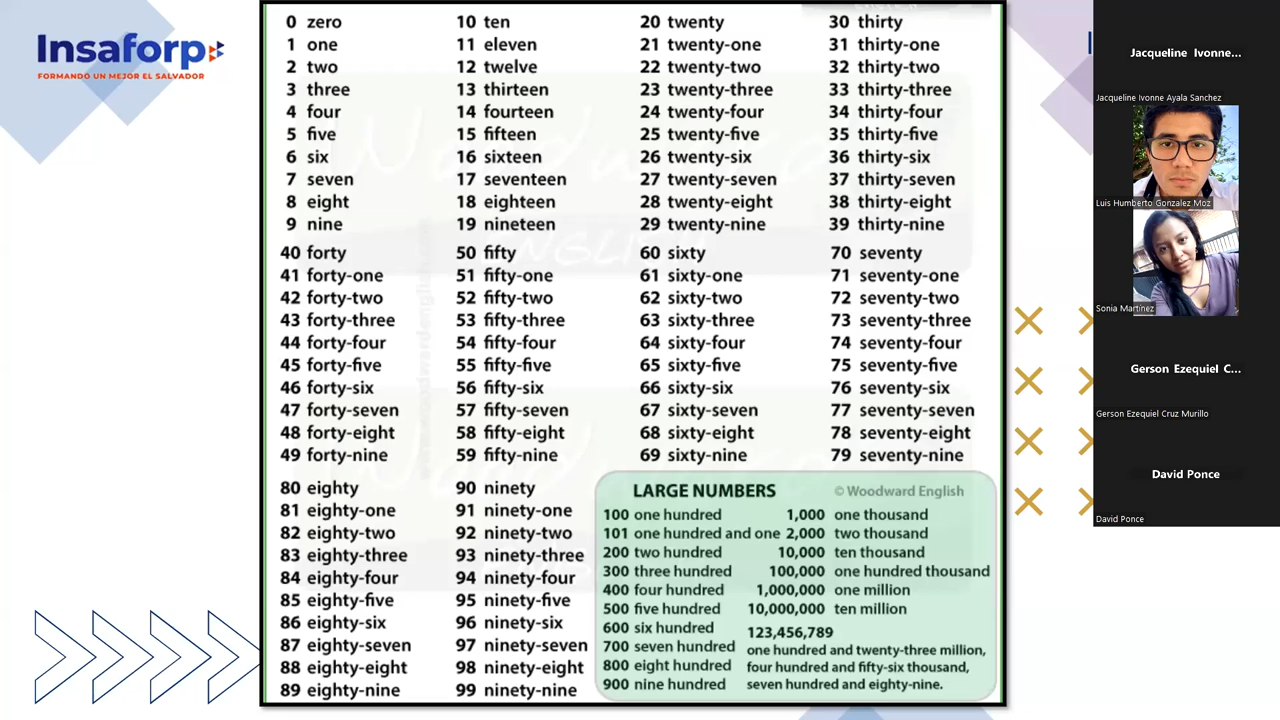 Insaforp
FORMANDO UN MEJOR EL SALVADOR
0 zero
1 one
2 two
3 three
4 four
5 five
6 six
7 seven
8 eight
9 nine
10 ten
11 eleven
12 twelve
13 thirteen
14 fourteen
15 fifteen
16 sixteen
17 seventeen
18 eighteen
19 nineteen
20 twenty
21 twenty-one
22 twenty-two
23 twenty-three
24 twenty-four
25 twenty-five
26 twenty-six
27 twenty-seven
28 twenty-eight
29 twenty-nine
30 thirty
31 thirty-one
32 thirty-two
33 thirty-three
34 thirty-four
35 thirty-five
36 thirty-six
37 thirty-seven
38 thirty-eight
39 thirty-nine
40 forty
41 forty-one
42 forty-two
43 forty-three
44 forty-four
45 forty-five
46 forty-six
47 forty-seven
48 forty-eight
49 forty-nine
50 fifty
51 fifty-one
52 fifty-two
53 fifty-three
54 fifty-four
55 fifty-five
56 fifty-six
57 fifty-seven
58 fifty-eight
59 fifty-nine
60 sixty
61 sixty-one
62 sixty-two
63 sixty-three
64 sixty-four
65 sixty-five
66 sixty-six
67 sixty-seven
68 sixty-eight
69 sixty-nine
70 seventy
71 seventy-one
72 seventy-two
73 seventy-three
74 seventy-four
75 seventy-five
76 seventy-six
77 seventy-seven
78 seventy-eight
79 seventy-nine
80 eighty
81 eighty-one
82 eighty-two
83 eighty-three
84 eighty-four
85 eighty-five
86 eighty-six
87 eighty-seven
88 eighty-eight
89 eighty-nine
90 ninety
91 ninety-one
92 ninety-two
93 ninety-three
94 ninety-four
95 ninety-five
96 ninety-six
97 ninety-seven
98 ninety-eight
99 ninety-nine
LARGE NUMBERS
© Woodward English
100 one hundred
101 one hundred and one
200 two hundred
300 three hundred
400 four hundred
500 five hundred
600 six hundred
700 seven hundred
800 eight hundred
900 nine hundred
1,000 one thousand
2,000 two thousand
10,000 ten thousand
100,000 one hundred thousand
1,000,000 one million
10,000,000 ten million
123,456,789
one hundred and twenty-three million,
four hundred and fifty-six thousand,
seven hundred and eighty-nine.
Jacqueline Ivonne...
Jacqueline Ivonne Ayala Sanchez
Luis Humberto Gonzalez Moz
Sonia Martínez
Gerson Ezequiel C...
Gerson Ezequiel Cruz Murillo
David Ponce
David Ponce